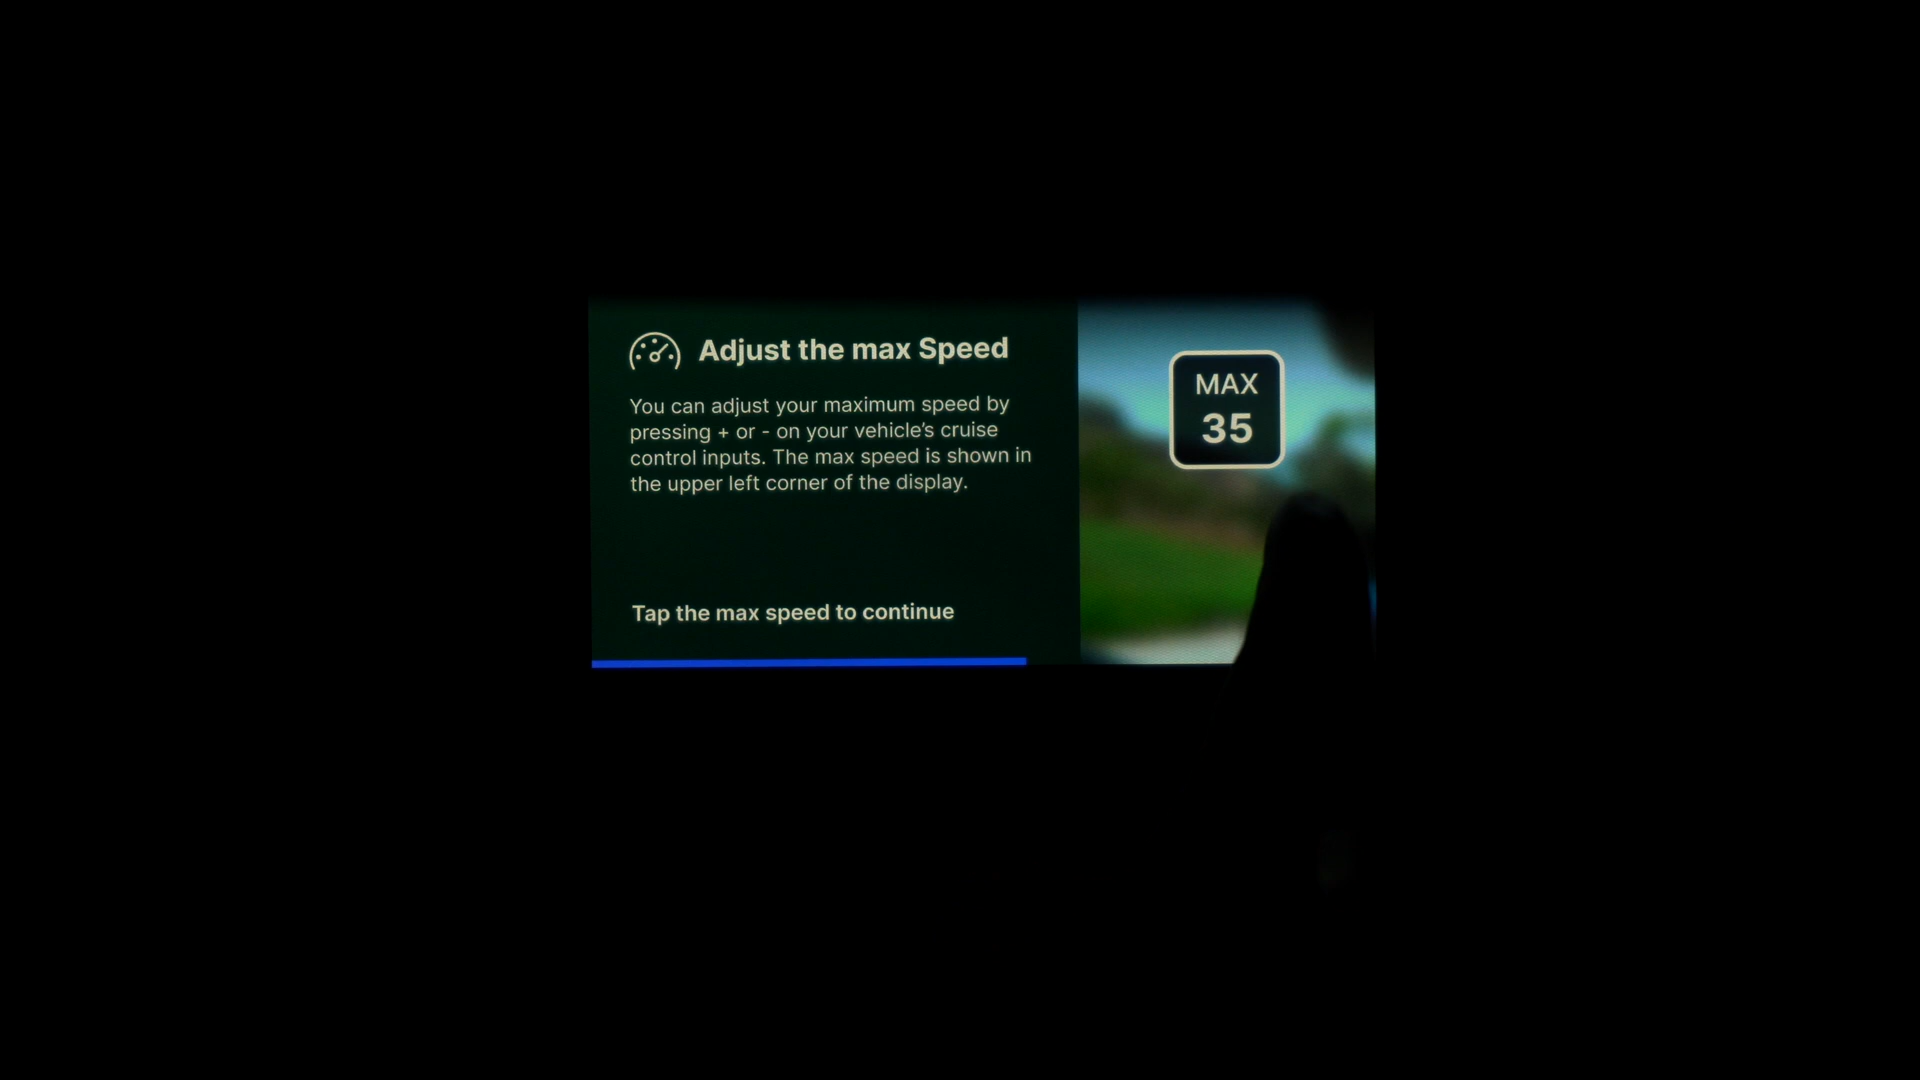 Adjust the max Speed
You can adjust your maximum speed by
pressing + or - on your vehicle's cruise
control inputs. The max speed is shown in
the upper left corner of the display.
Tap the max speed to continue
MAX
35